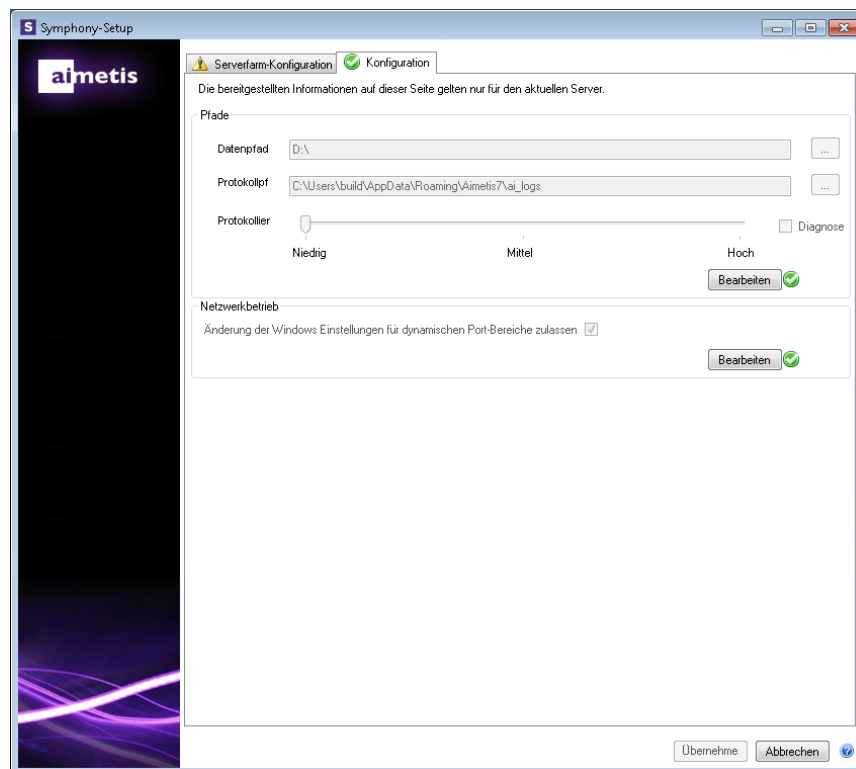 S Symphony-Setup
aimetis
Serverfarm-Konfiguration Konfiguration
Die bereitgestellten Informationen auf dieser Seite gelten nur für den aktuellen Server.
Pfade
Datenpfad D:\ ...
Protokollpf C:\Users\build\AppData\Roaming\Aimetis7\ai_logs ...
Protokollier Diagnose
Niedrig Mittel Hoch
Bearbeiten
Netzwerkbetrieb
Änderung der Windows Einstellungen für dynamischen Port-Bereiche zulassen
Bearbeiten
Übernehme Abbrechen ?